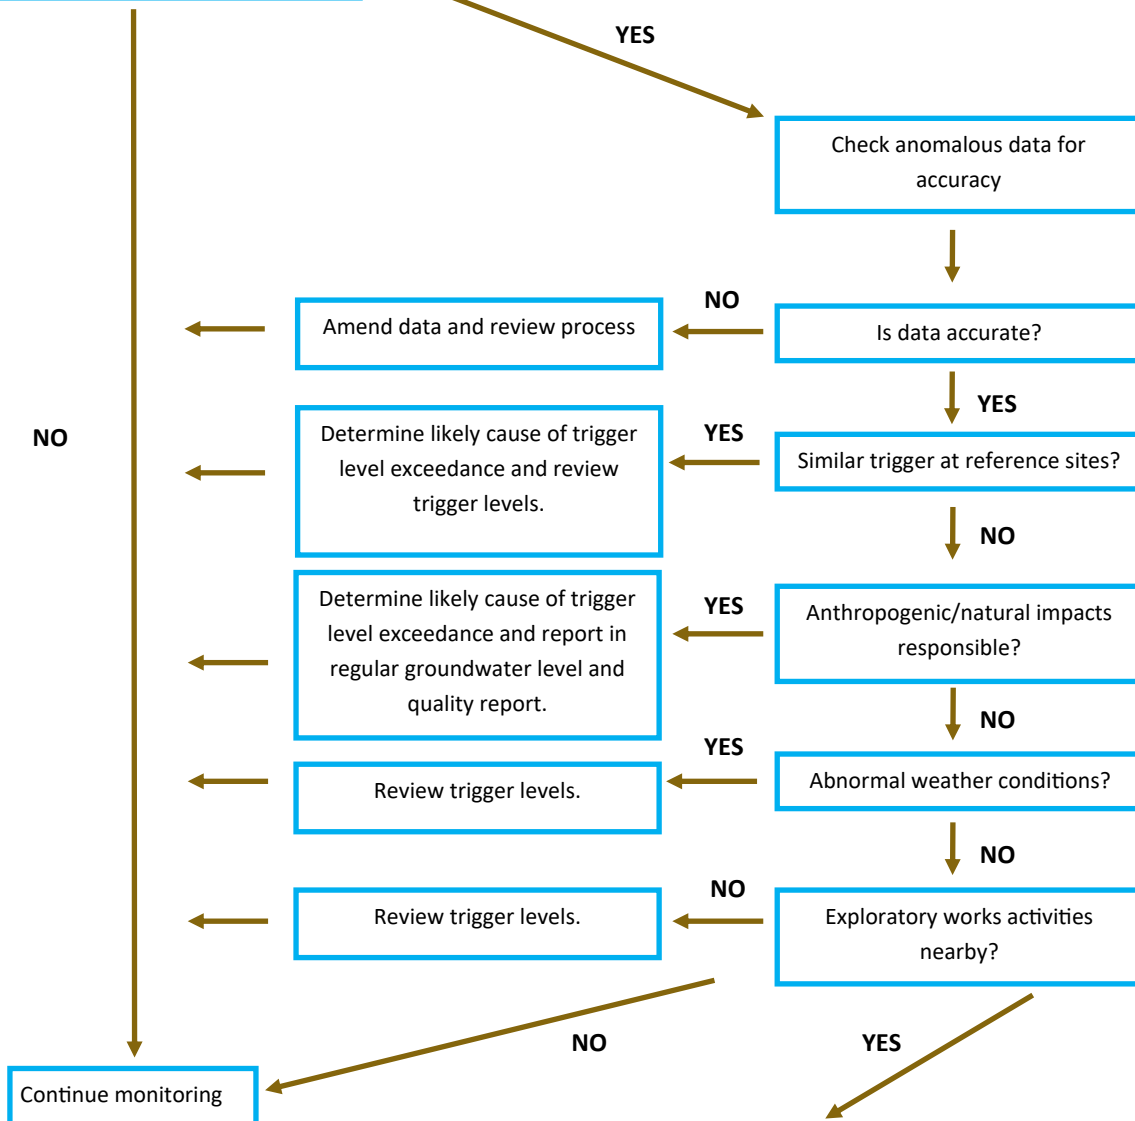 YES
Check anomalous data for
accuracy
NO
Amend data and review process
Is data accurate?
YES
NO
Determine likely cause of trigger
level exceedance and review
trigger levels.
YES
Similar trigger at reference sites?
NO
Determine likely cause of trigger
level exceedance and report in
regular groundwater level and
quality report.
YES
Anthropogenic/natural impacts
responsible?
NO
YES
Review trigger levels.
Abnormal weather conditions?
NO
NO
Review trigger levels.
Exploratory works activities
nearby?
NO
YES
Continue monitoring